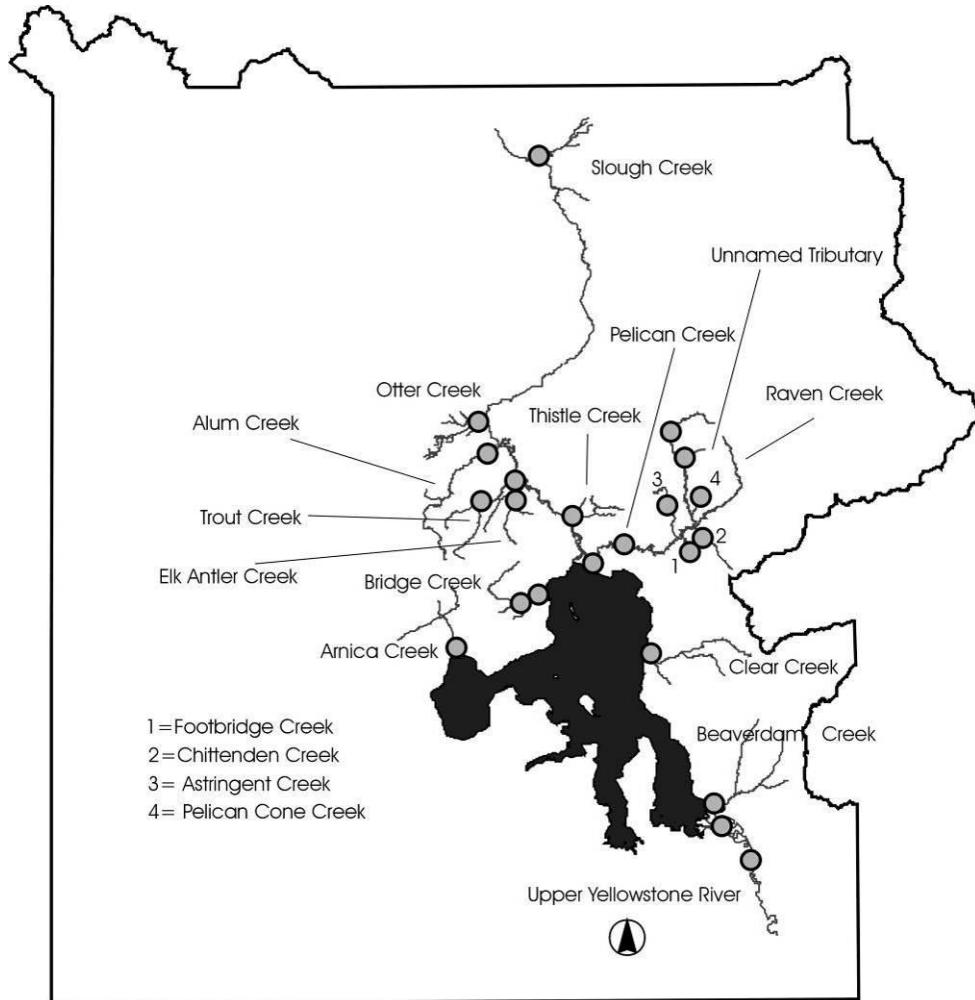 Slough Creek
Unnamed Tributary
Pelican Creek
Otter Creek
Thistle Creek
Raven Creek
Alum Creek
3
4
Trout Creek
2
1
Elk Antler Creek
Bridge Creek
Arnica Creek
Clear Creek
1=Footbridge Creek
Beaverdam Creek
2=Chittenden Creek
3= Astringent Creek
4= Pelican Cone Creek
Upper Yellowstone River